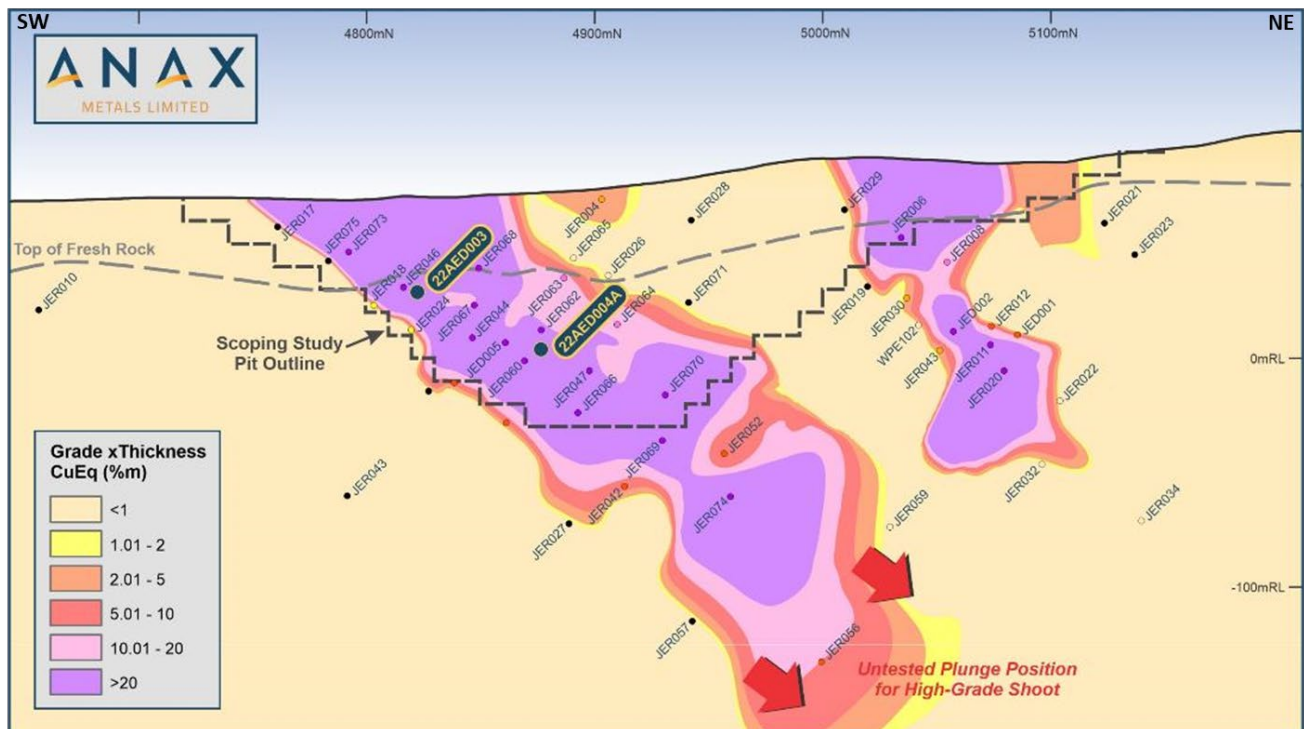 SW
NE
4800mN
4900mN
5000mN
5100mN
ANAX
METALS LIMITED
JER017
JER075
JER073
JER004
JER065
JER028
JER029
JER006
JER008
JER021
JER023
Top of Fresh Rock
JER010
JER018
JER046
22AED003
JER068
JER026
JER063
JER062
JER064
JER071
JER019
JER030
WPE102
JER043
JED002
JER012
JED001
Scoping Study
Pit Outline
JER024
JER067
JER044
JED005
JER060
22AED004A
JER047
JER066
JER070
JER011
JER020
JER022
0mRL
JER043
JER069
JER042
JER027
JER052
JER074
JER059
JER032
JER034
-100mRL
JER057
JER056
Untested Plunge Position
for High-Grade Shoot
Grade xThickness
CuEq (%m)
<1
1.01 - 2
2.01 - 5
5.01 - 10
10.01 - 20
>20